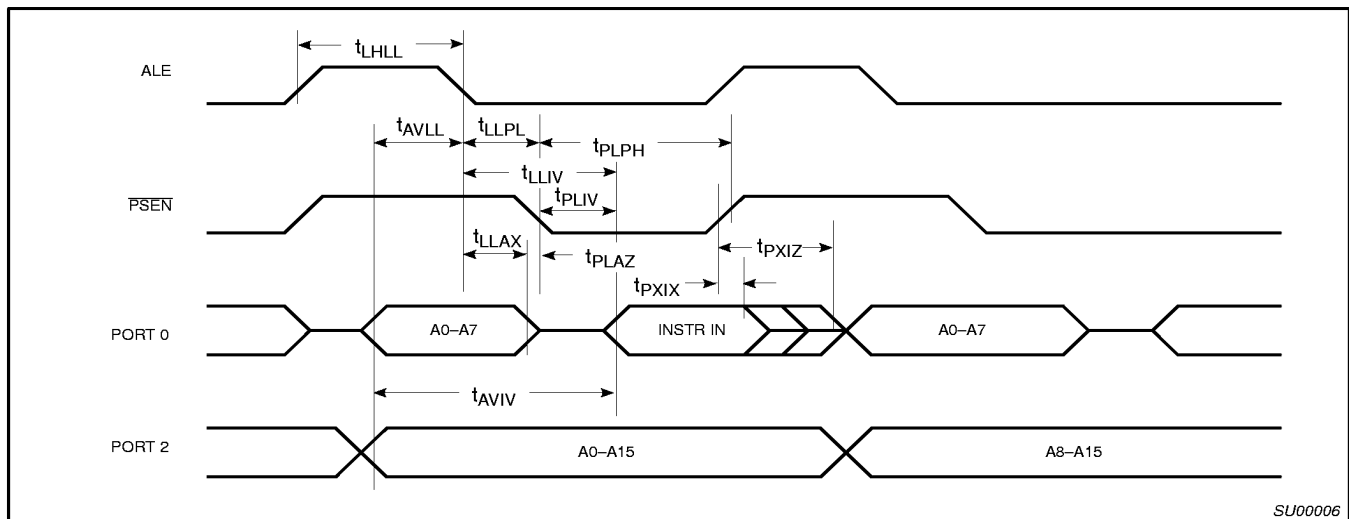 tLHLL
ALE
tAVLL tLLPL tPLPH
tLLIV
tPLIV
PSEN
tLLAX tPLAZ tPXIZ
tPXIX
PORT 0 A0–A7 INSTR IN A0–A7
tAVIV
PORT 2 A0–A15 A8–A15
SU00006